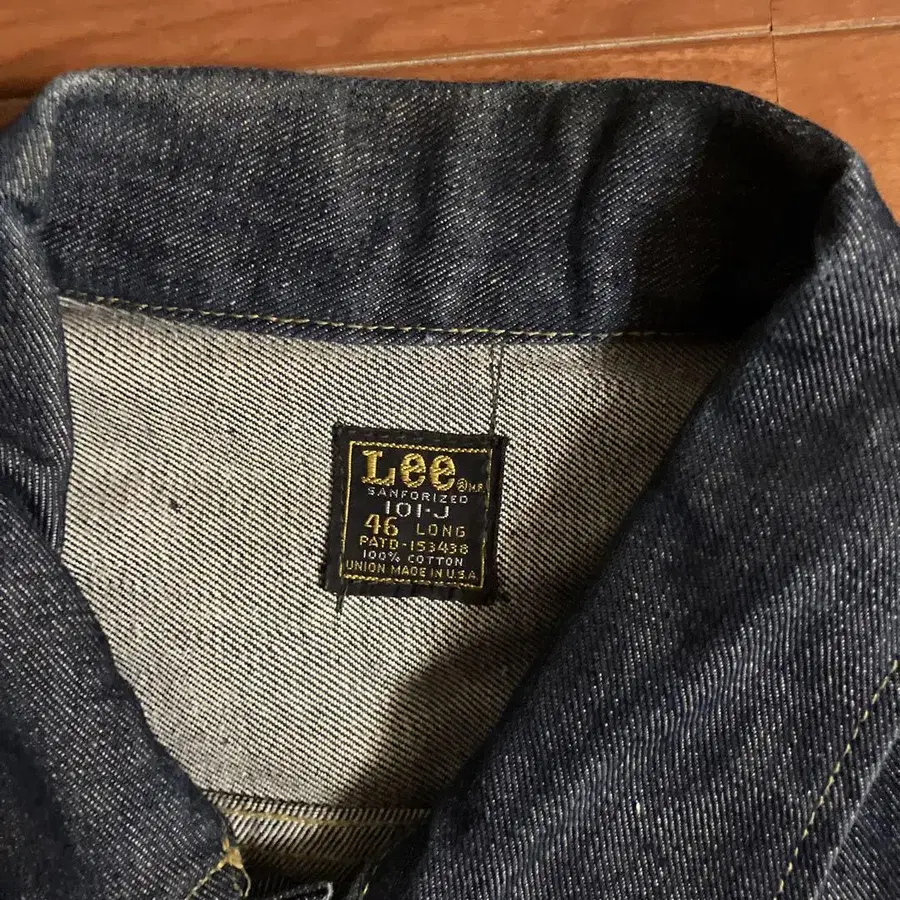 Lee ® M.R.
SANFORIZED
101-J
46 LONG
PATD-153438
100% COTTON
UNION MADE IN U.S.A